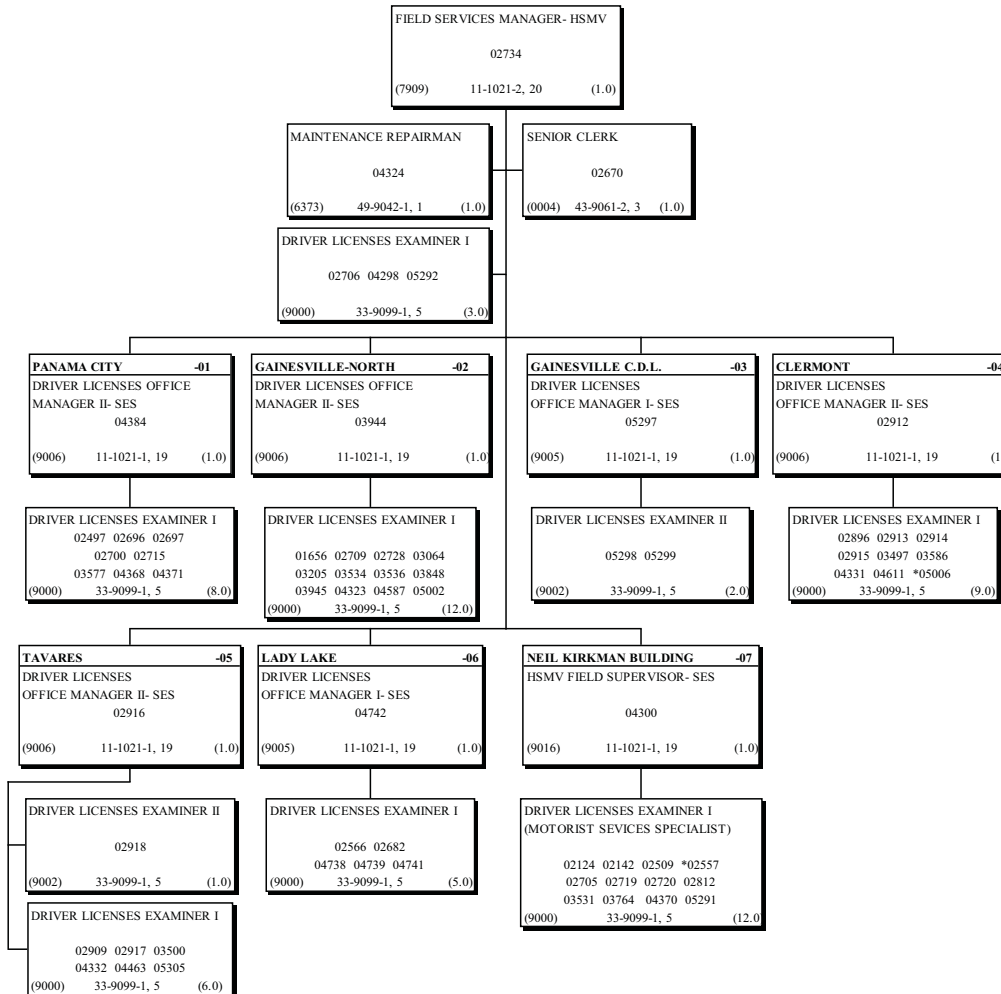 FIELD SERVICES MANAGER- HSMV
02734
(7909) 11-1021-2, 20 (1.0)
MAINTENANCE REPAIRMAN
04324
(6373) 49-9042-1, 1 (1.0)
SENIOR CLERK
02670
(0004) 43-9061-2, 3 (1.0)
DRIVER LICENSES EXAMINER I
02706 04298 05292
(9000) 33-9099-1, 5 (3.0)
PANAMA CITY -01
DRIVER LICENSES OFFICE
MANAGER II- SES
04384
(9006) 11-1021-1, 19 (1.0)
GAINESVILLE-NORTH -02
DRIVER LICENSES OFFICE
MANAGER II- SES
03944
(9006) 11-1021-1, 19 (1.0)
GAINESVILLE C.D.L. -03
DRIVER LICENSES
OFFICE MANAGER I- SES
05297
(9005) 11-1021-1, 19 (1.0)
CLERMONT -04
DRIVER LICENSES
OFFICE MANAGER II- SES
02912
(9006) 11-1021-1, 19 (1
DRIVER LICENSES EXAMINER I
02497 02696 02697
02700 02715
03577 04368 04371
(9000) 33-9099-1, 5 (8.0)
DRIVER LICENSES EXAMINER I
01656 02709 02728 03064
03205 03534 03536 03848
03945 04323 04587 05002
(9000) 33-9099-1, 5 (12.0)
DRIVER LICENSES EXAMINER II
05298 05299
(9002) 33-9099-1, 5 (2.0)
DRIVER LICENSES EXAMINER I
02896 02913 02914
02915 03497 03586
04331 04611 *05006
(9000) 33-9099-1, 5 (9.0)
TAVARES -05
DRIVER LICENSES
OFFICE MANAGER II- SES
02916
(9006) 11-1021-1, 19 (1.0)
LADY LAKE -06
DRIVER LICENSES
OFFICE MANAGER I- SES
04742
(9005) 11-1021-1, 19 (1.0)
NEIL KIRKMAN BUILDING -07
HSMV FIELD SUPERVISOR- SES
04300
(9016) 11-1021-1, 19 (1.0)
DRIVER LICENSES EXAMINER II
02918
(9002) 33-9099-1, 5 (1.0)
DRIVER LICENSES EXAMINER I
02566 02682
04738 04739 04741
(9000) 33-9099-1, 5 (5.0)
DRIVER LICENSES EXAMINER I
(MOTORIST SEVICES SPECIALIST)
02124 02142 02509 *02557
02705 02719 02720 02812
03531 03764 04370 05291
(9000) 33-9099-1, 5 (12.0
DRIVER LICENSES EXAMINER I
02909 02917 03500
04332 04463 05305
(9000) 33-9099-1, 5 (6.0)